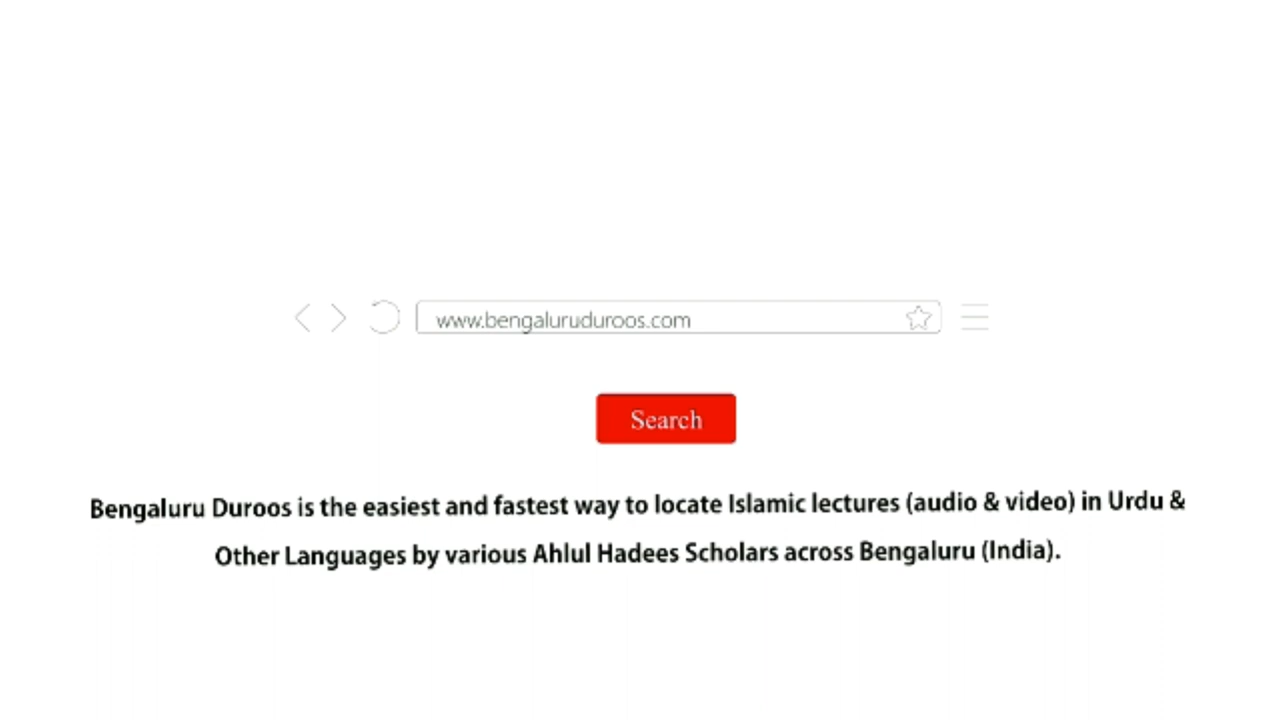 www.bengaluruduroos.com
Search
Bengaluru Duroos is the easiest and fastest way to locate Islamic lectures (audio & video) in Urdu &
Other Languages by various Ahlul Hadees Scholars across Bengaluru (India).